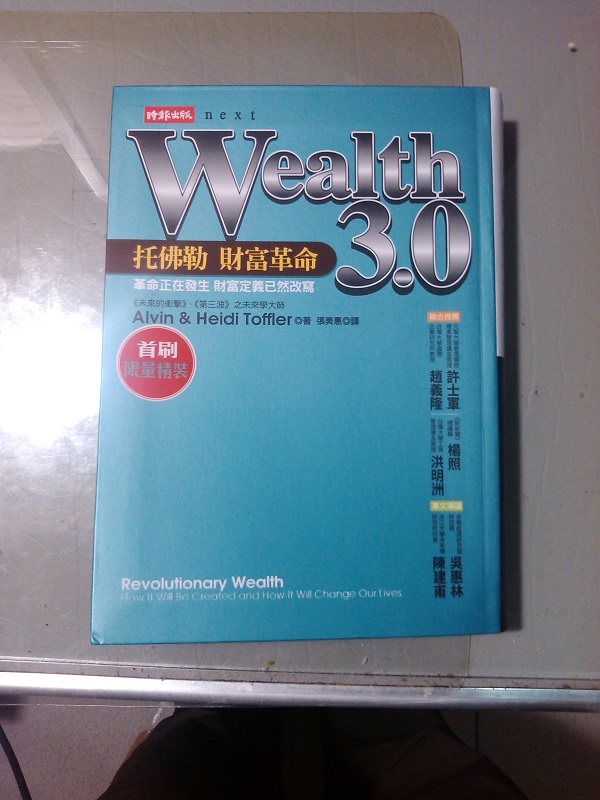 時報出版 next
Wealth
3.0
托佛勒 財富革命
革命正在發生 財富定義已然改寫
《未來的衝擊》、《第三波》之未來學大師
Alvin & Heidi Toffler◎著 張美惠◎譯
首刷
限量精裝
聯合推薦
許士軍
趙義隆
楊照
洪明洲
專文導讀
吳惠林
陳建甫
Revolutionary Wealth
How It Will Be Created and How It Will Change Our Lives